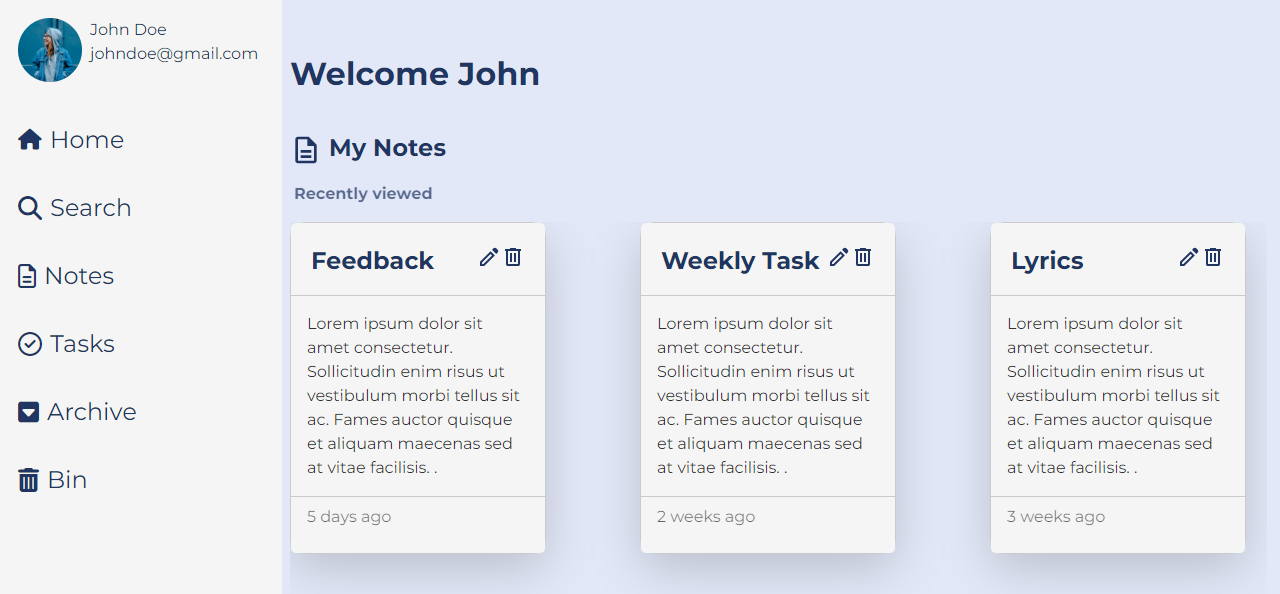 John Doe
johndoe@gmail.com
Home
Search
Notes
Tasks
Archive
Bin
Welcome John
My Notes
Recently viewed
Feedback
Lorem ipsum dolor sit
amet consectetur.
Sollicitudin enim risus ut
vestibulum morbi tellus sit
ac. Fames auctor quisque
et aliquam maecenas sed
at vitae facilisis. .
5 days ago
Weekly Task
Lorem ipsum dolor sit
amet consectetur.
Sollicitudin enim risus ut
vestibulum morbi tellus sit
ac. Fames auctor quisque
et aliquam maecenas sed
at vitae facilisis. .
2 weeks ago
Lyrics
Lorem ipsum dolor sit
amet consectetur.
Sollicitudin enim risus ut
vestibulum morbi tellus sit
ac. Fames auctor quisque
et aliquam maecenas sed
at vitae facilisis. .
3 weeks ago